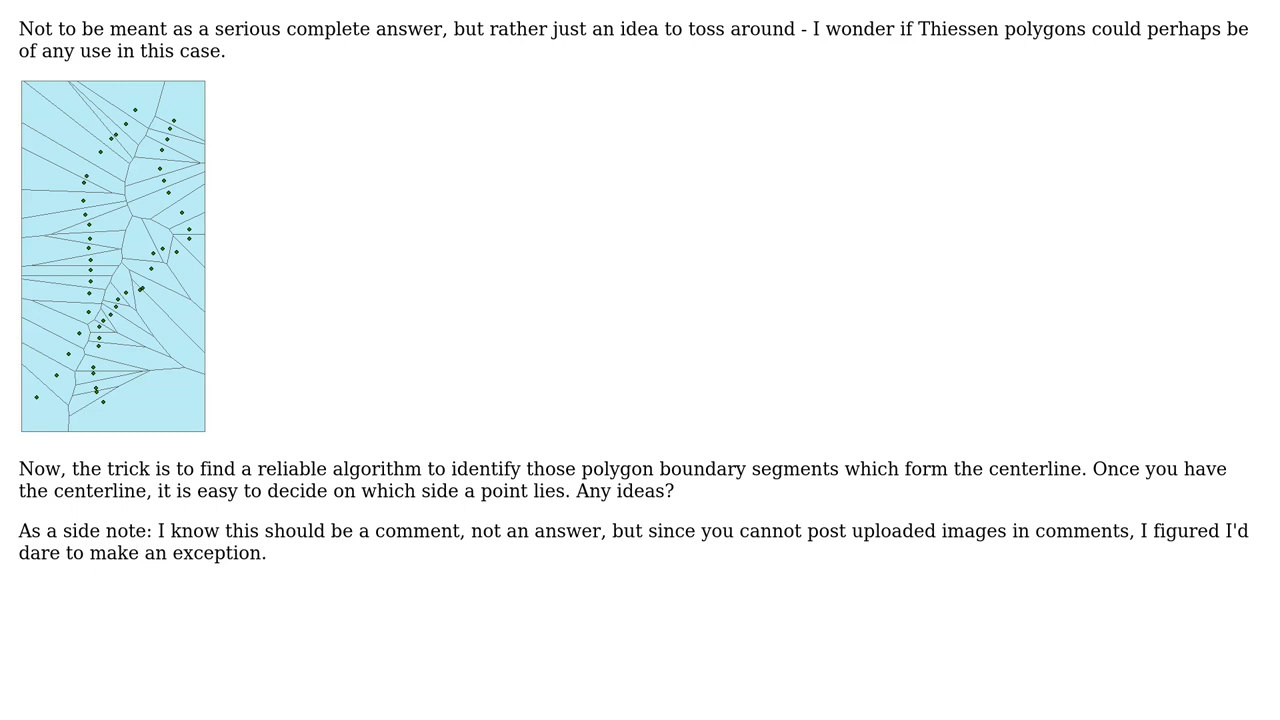 Not to be meant as a serious complete answer, but rather just an idea to toss around - I wonder if Thiessen polygons could perhaps be
of any use in this case.
Now, the trick is to find a reliable algorithm to identify those polygon boundary segments which form the centerline. Once you have
the centerline, it is easy to decide on which side a point lies. Any ideas?
As a side note: I know this should be a comment, not an answer, but since you cannot post uploaded images in comments, I figured I'd
dare to make an exception.